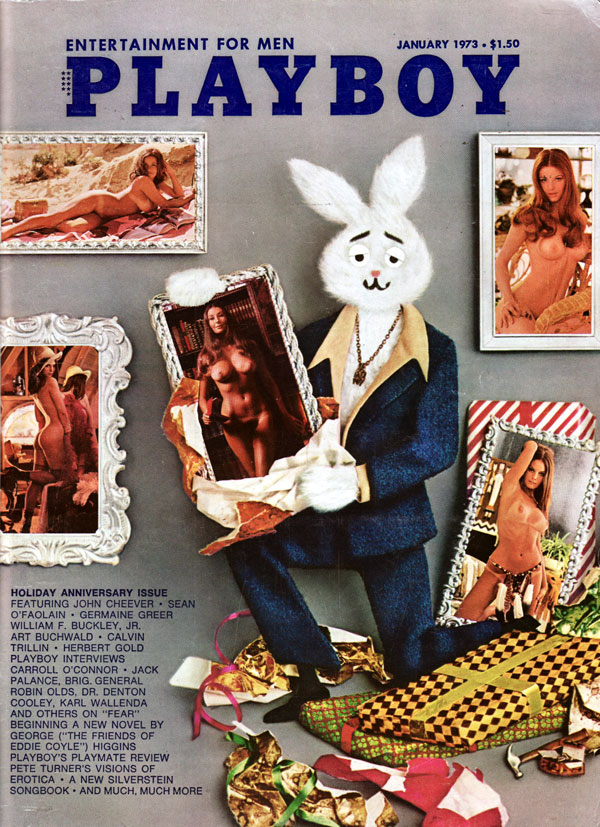 ENTERTAINMENT FOR MEN
JANUARY 1973 • $1.50
PLAYBOY
HOLIDAY ANNIVERSARY ISSUE
FEATURING JOHN CHEEVER • SEAN
O'FAOLAIN • GERMAINE GREER
WILLIAM F. BUCKLEY, JR.
ART BUCHWALD • CALVIN
TRILLIN • HERBERT GOLD
PLAYBOY INTERVIEWS
CARROLL O'CONNOR • JACK
PALANCE, BRIG. GENERAL
ROBIN OLDS, DR. DENTON
COOLEY, KARL WALLENDA
AND OTHERS ON "FEAR"
BEGINNING A NEW NOVEL BY
GEORGE ("THE FRIENDS OF
EDDIE COYLE") HIGGINS
PLAYBOY'S PLAYMATE REVIEW
PETE TURNER'S VISIONS OF
EROTICA • A NEW SILVERSTEIN
SONGBOOK • AND MUCH, MUCH MORE